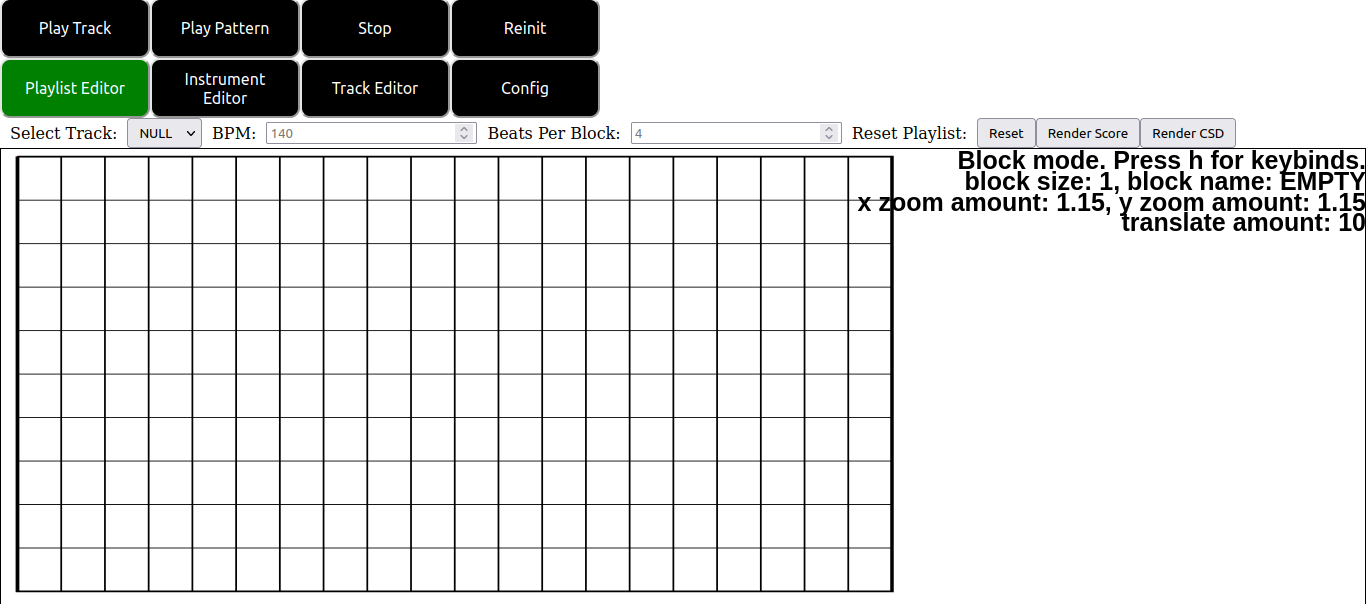 Play Track Play Pattern Stop Reinit
Playlist Editor Instrument Editor Track Editor Config
Select Track: NULL BPM: 140 Beats Per Block: 4 Reset Playlist: Reset Render Score Render CSD
Block mode. Press h for keybinds.
block size: 1, block name: EMPTY
x zoom amount: 1.15, y zoom amount: 1.15
translate amount: 10